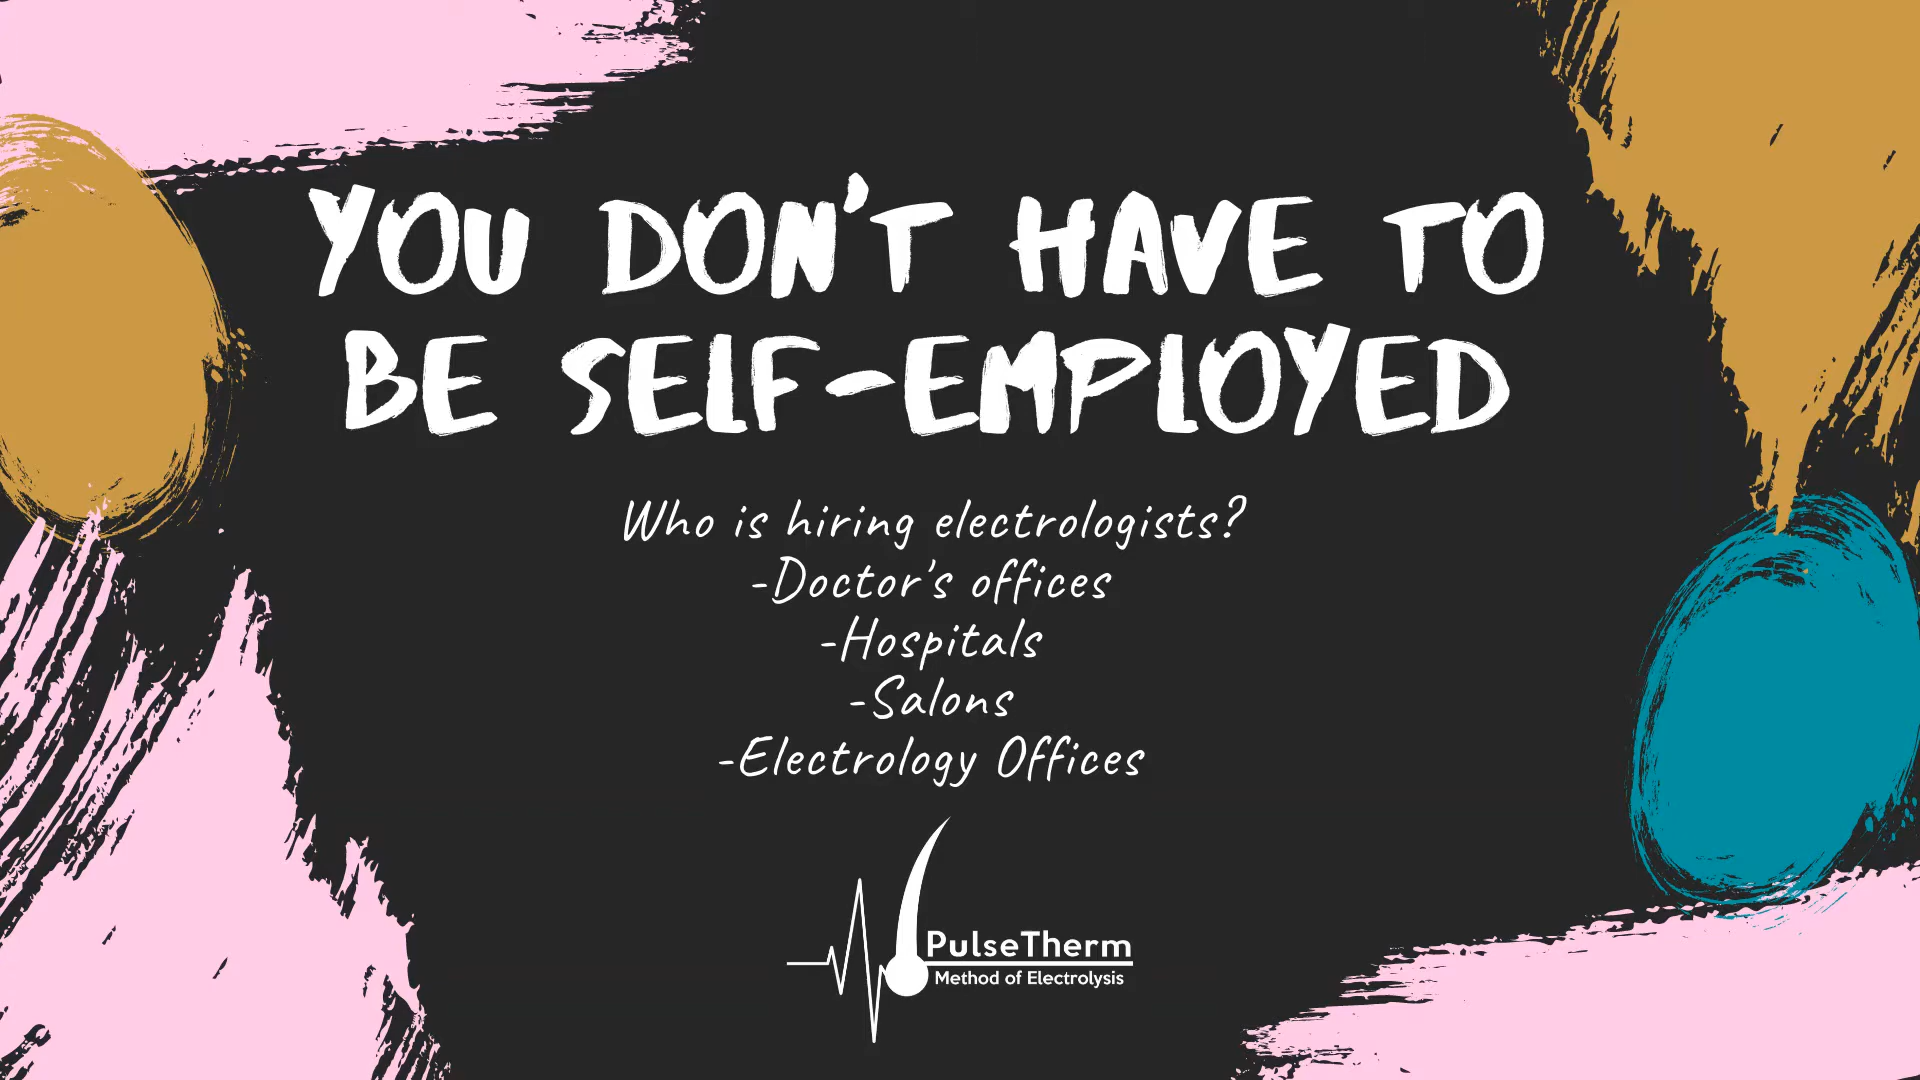 YOU DON'T HAVE TO
BE SELF-EMPLOYED
Who is hiring electrologists?
-Doctor's offices
-Hospitals
-Salons
-Electrology Offices
PulseTherm
Method of Electrolysis